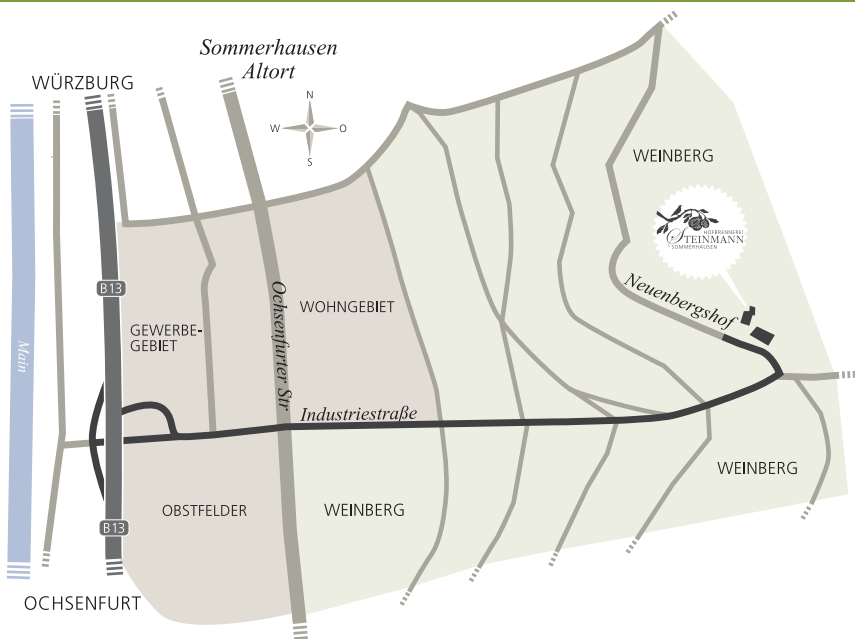 Sommerhausen
Altort
WÜRZBURG
N
W
O
S
WEINBERG
HOFBRENNEREI
STEINMANN
SOMMERHAUSEN
Neuenbergshof
B13
Main
GEWERBE-
GEBIET
WOHNGEBIET
Ochsenfurter Str
Industriestraße
WEINBERG
OBSTFELDER
WEINBERG
B13
OCHSENFURT